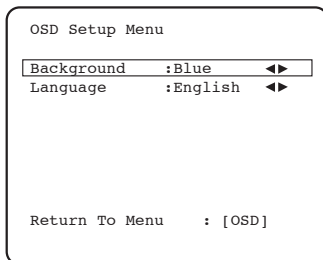 OSD Setup Menu
Background :Blue ◄►
Language :English ◄►
Return To Menu : [OSD]